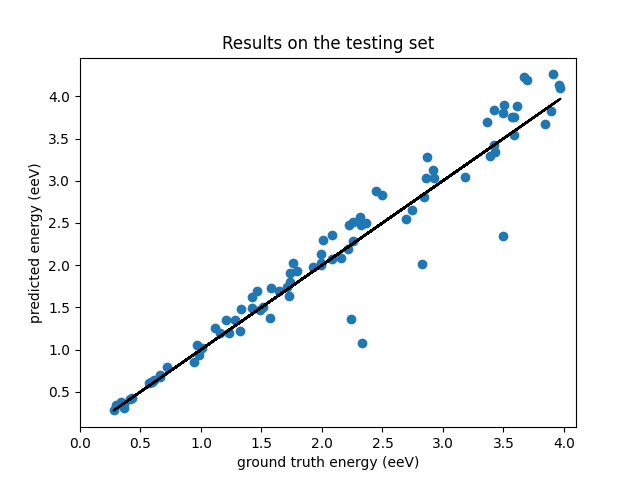 Results on the testing set
predicted energy (eeV)
4.0
3.5
3.0
2.5
2.0
1.5
1.0
0.5
0.0 0.5 1.0 1.5 2.0 2.5 3.0 3.5 4.0
ground truth energy (eeV)